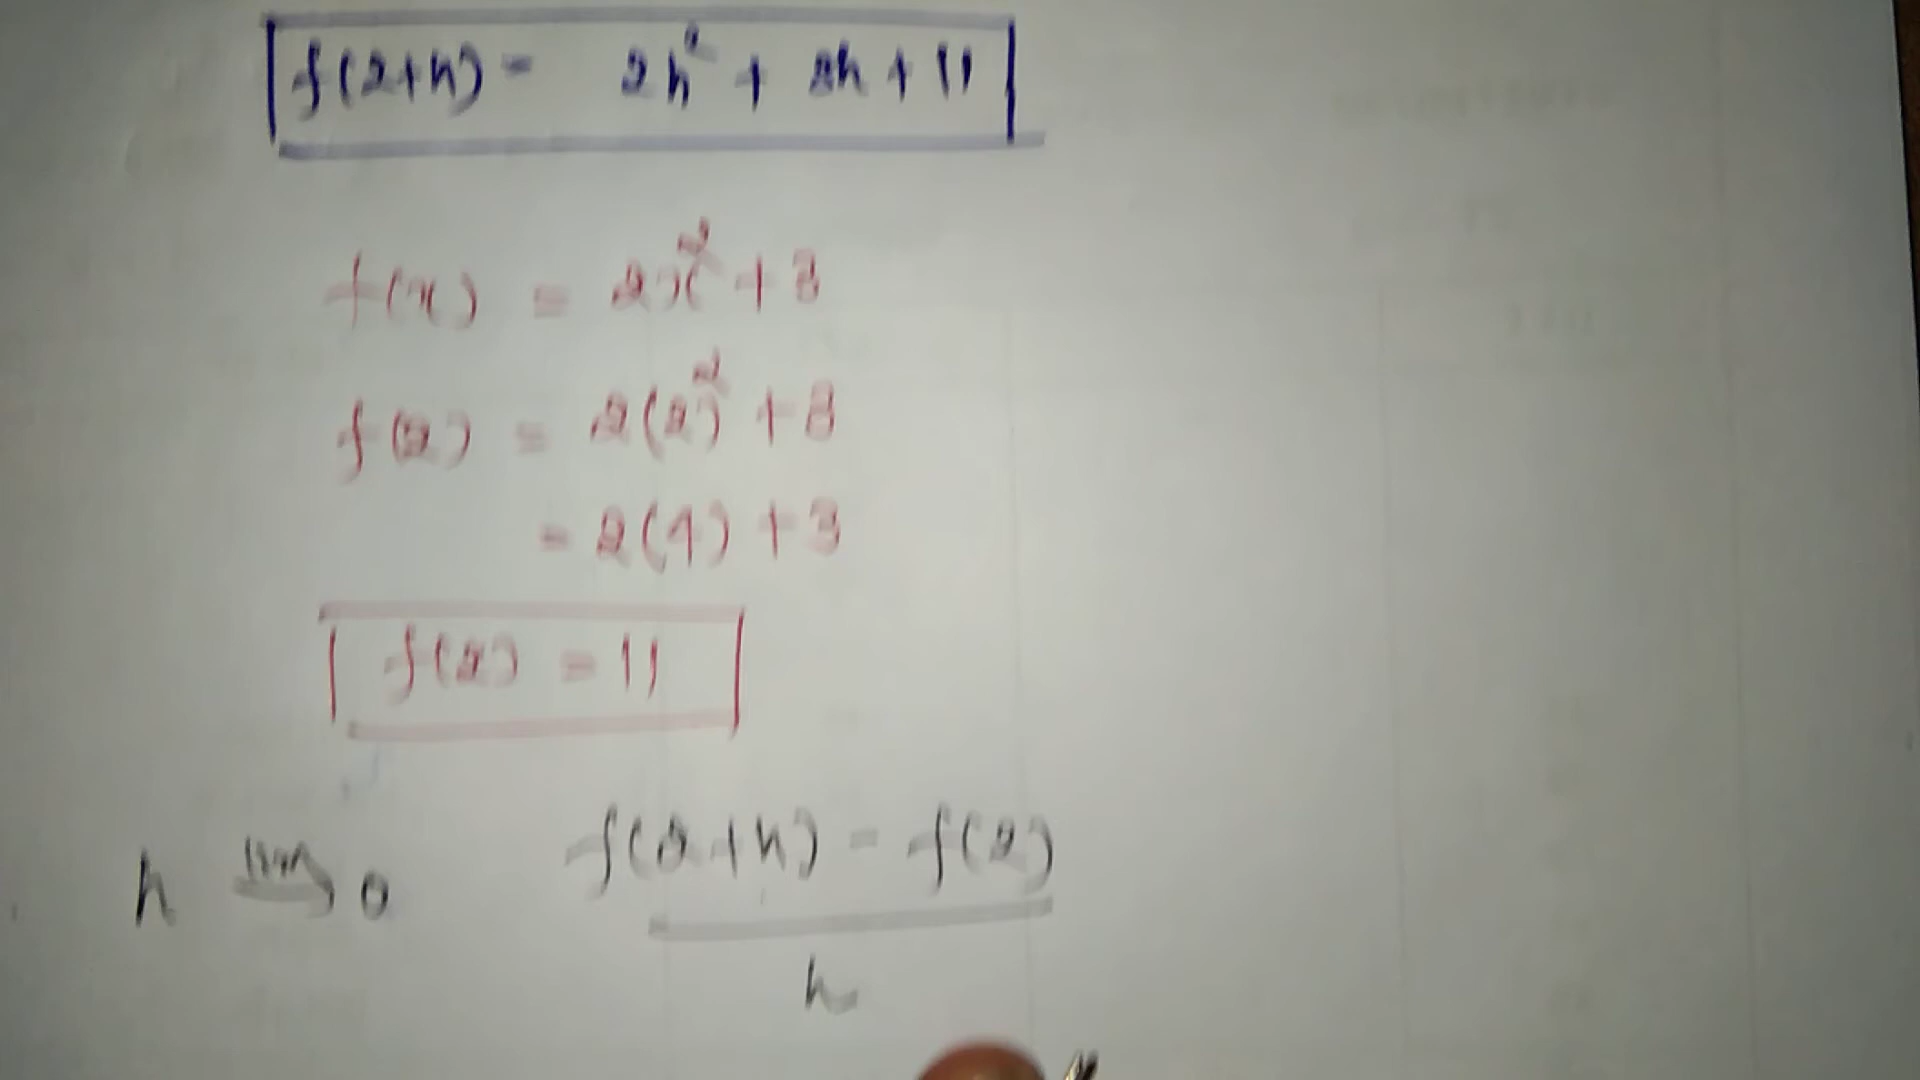 f(2+h) = 2h² + 8h + 11
f(x) = 2x² + 3
f(2) = 2(2)² + 3
= 2(4) + 3
f(2) = 11
h lim→ 0 f(2+h) - f(2)
h